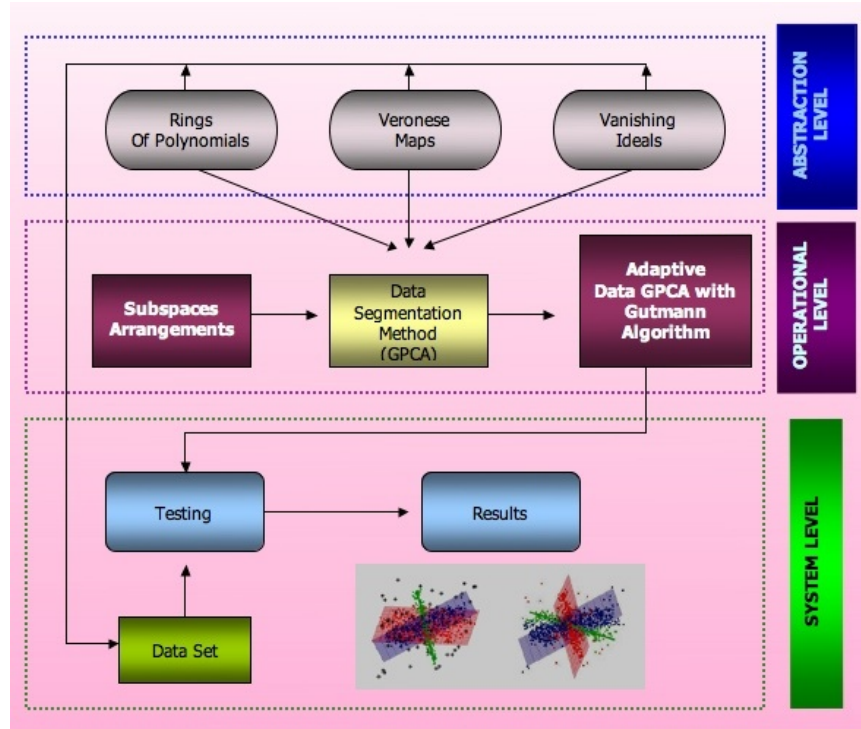 Rings
Of Polynomials
Veronese
Maps
Vanishing
Ideals
ABSTRACTION
LEVEL
Subspaces
Arrangements
Data
Segmentation
Method
(GPCA)
Adaptive
Data GPCA with
Gutmann
Algorithm
OPERATIONAL
LEVEL
Testing
Results
Data Set
SYSTEM LEVEL